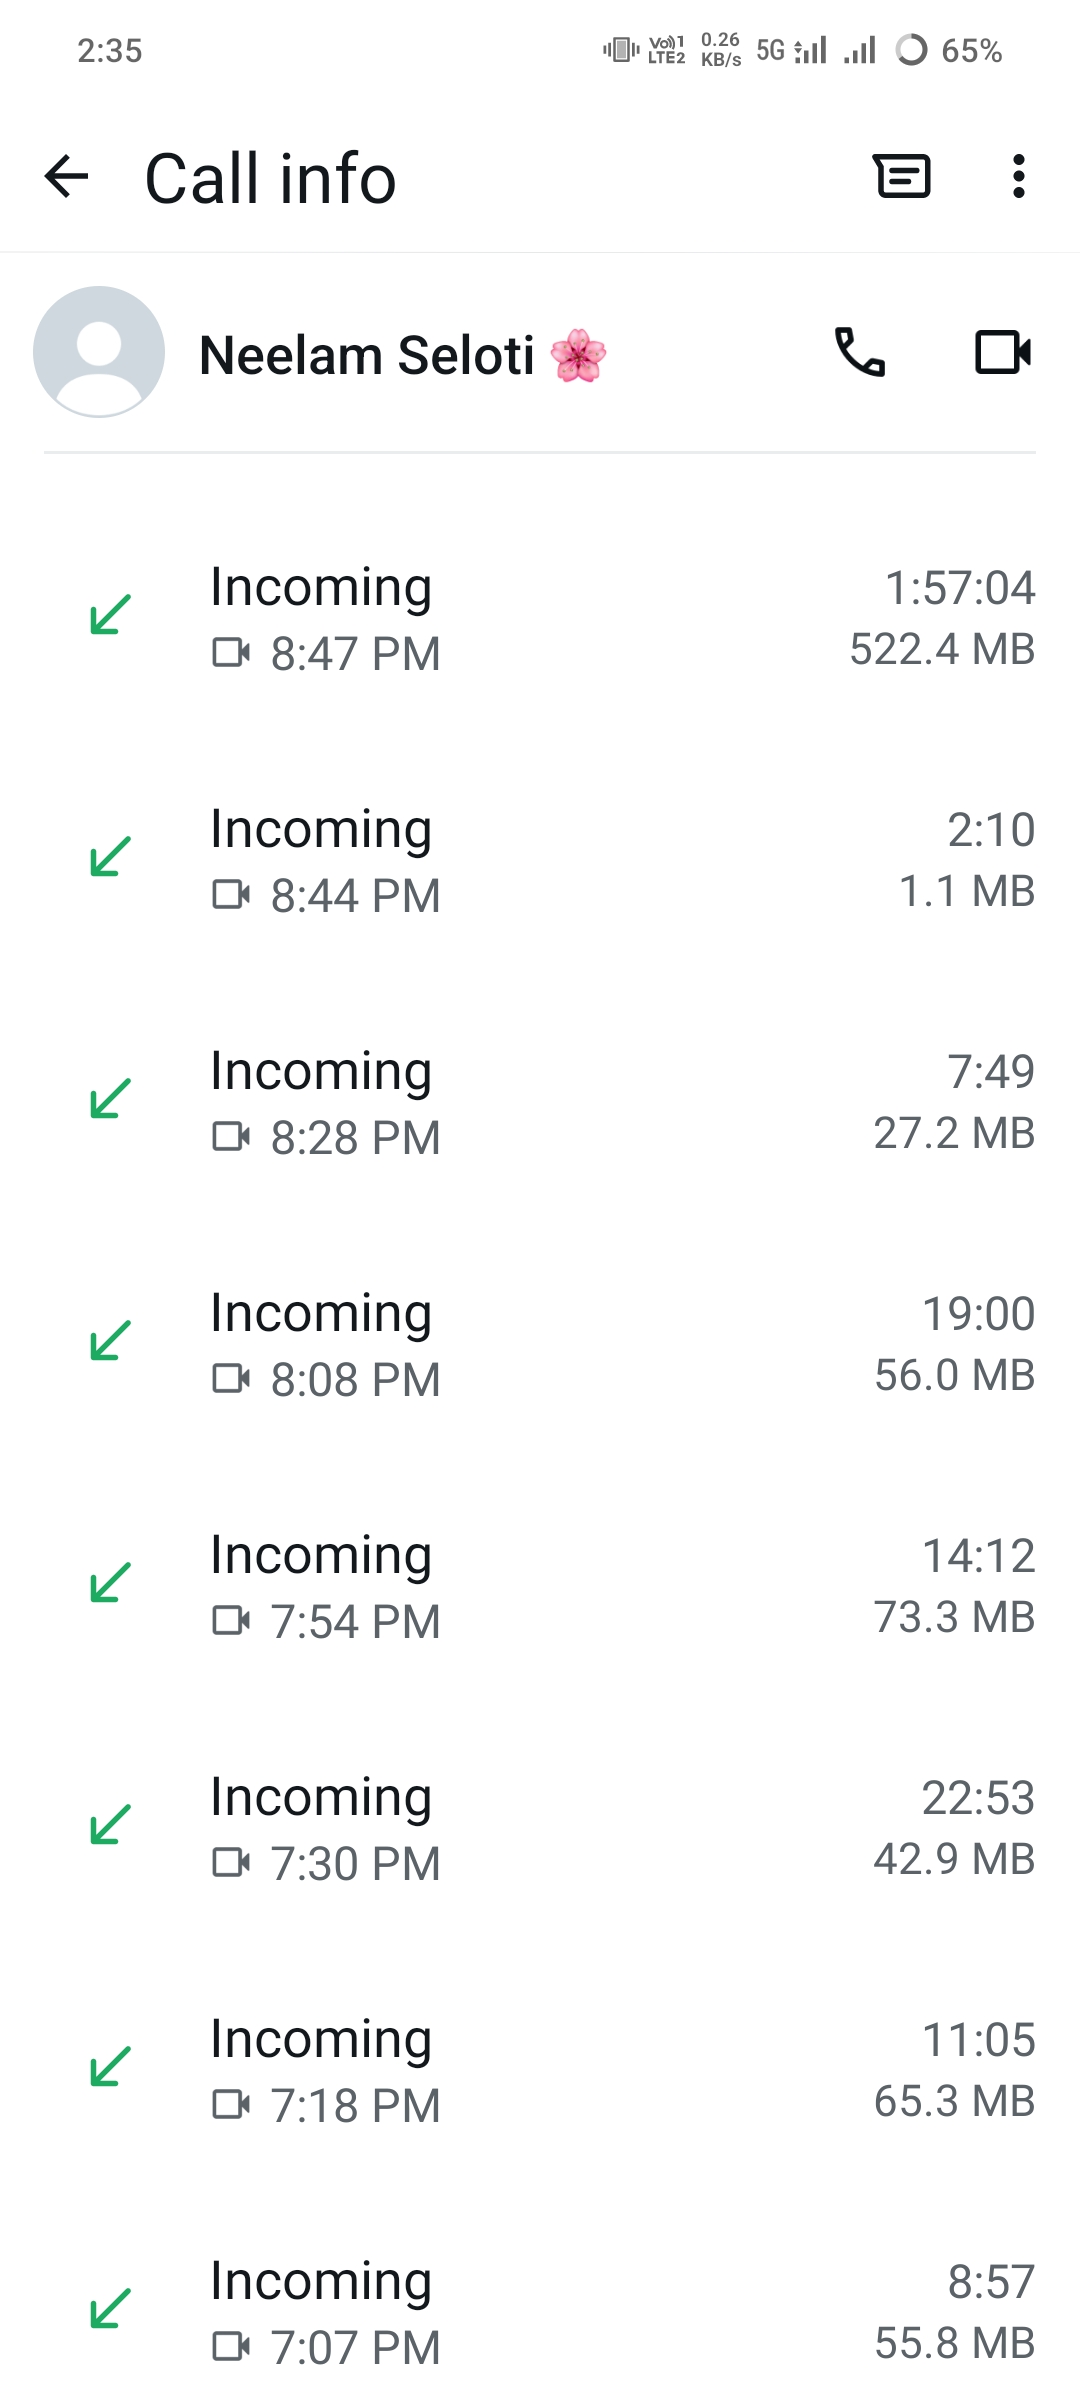 2:35 Vo))1 LTE2 0.26 KB/s 5G 65%
Call info
Neelam Seloti 🌸
Incoming 1:57:04
8:47 PM 522.4 MB
Incoming 2:10
8:44 PM 1.1 MB
Incoming 7:49
8:28 PM 27.2 MB
Incoming 19:00
8:08 PM 56.0 MB
Incoming 14:12
7:54 PM 73.3 MB
Incoming 22:53
7:30 PM 42.9 MB
Incoming 11:05
7:18 PM 65.3 MB
Incoming 8:57
7:07 PM 55.8 MB